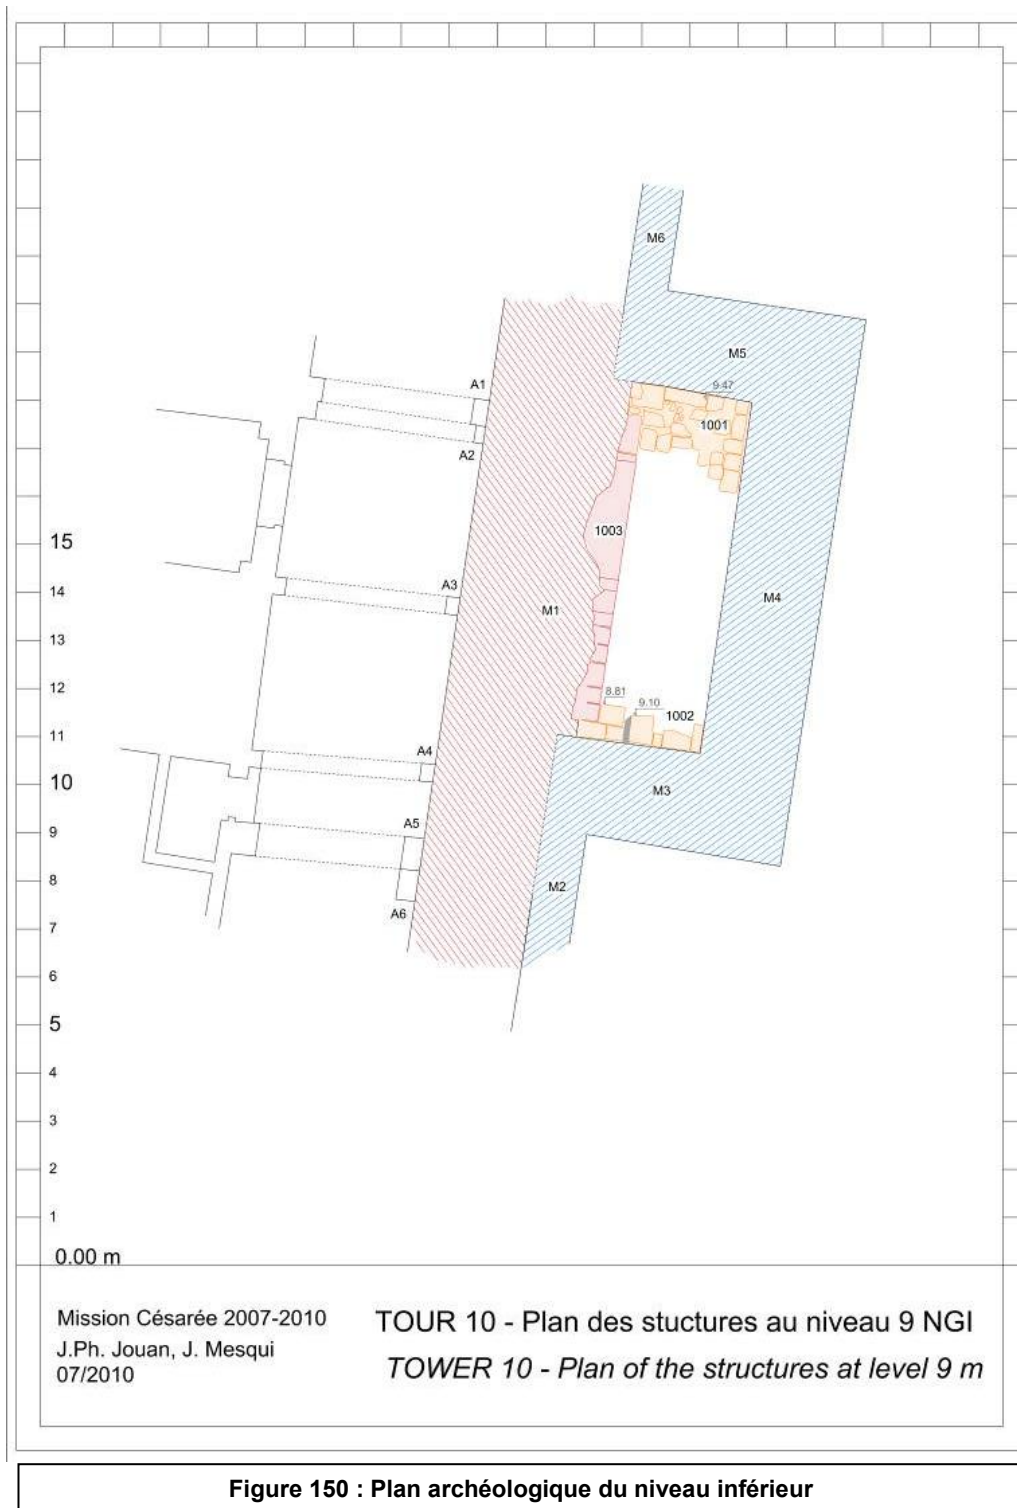 M6
M5
A1
9.47
1001
A2
1003
15
A3
14
M4
M1
13
12
8.81
9.10
1002
11
A4
10
M3
A5
9
8
M2
A6
7
6
5
4
3
2
1
0.00 m
Mission Césarée 2007-2010
J.Ph. Jouan, J. Mesqui
07/2010
TOUR 10 - Plan des stuctures au niveau 9 NGI
TOWER 10 - Plan of the structures at level 9 m
Figure 150 : Plan archéologique du niveau inférieur